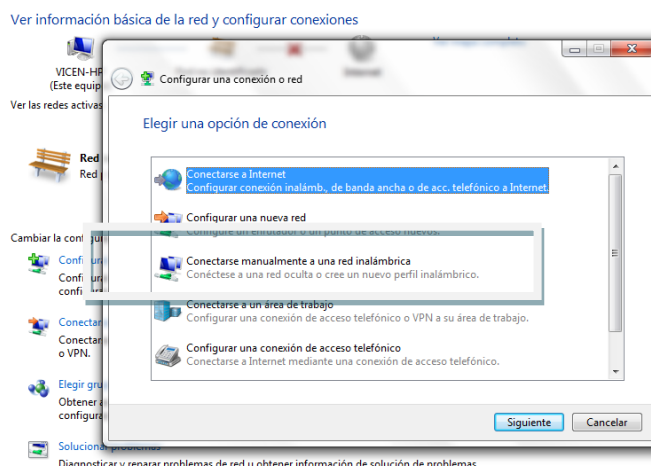 Ver información básica de la red y configurar conexiones
VICEN-HP
(Este equip
Ver las redes activas
Red
Red
Cambiar la con
Conectar
o VPN.
Elegir gru
Obtener
configura
Solucionar problemas
Diagnosticar y reparar problemas de red u obtener información de solución de problemas.
Configurar una conexión o red
Elegir una opción de conexión
Conectarse a Internet
Configurar conexión inalámb., de banda ancha o de acc. telefónico a Internet.
Configurar una nueva red
Configure un enrutador o un punto de acceso nuevos.
Conectarse manualmente a una red inalámbrica
Conéctese a una red oculta o cree un nuevo perfil inalámbrico.
Conectarse a un área de trabajo
Configurar una conexión de acceso telefónico o VPN a su área de trabajo.
Configurar una conexión de acceso telefónico
Conectarse a Internet mediante una conexión de acceso telefónico.
Siguiente
Cancelar